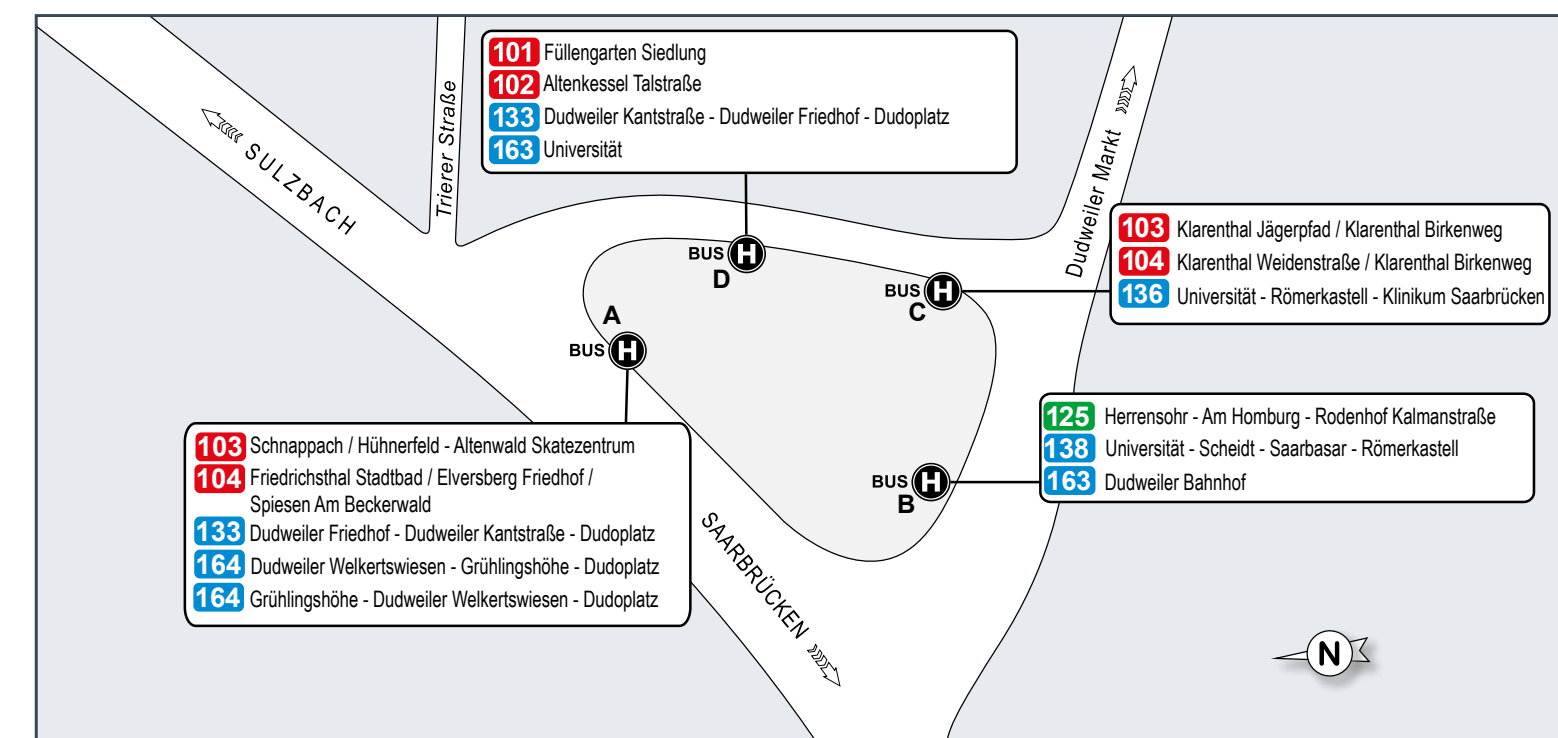 101 Füllengarten Siedlung
102 Altenkessel Talstraße
133 Dudweiler Kantstraße - Dudweiler Friedhof - Dudoplatz
163 Universität
Trierer Straße
SULZBACH
Dudweiler Markt
BUS H
D
103 Klarenthal Jägerpfad / Klarenthal Birkenweg
104 Klarenthal Weidenstraße / Klarenthal Birkenweg
136 Universität - Römerkastell - Klinikum Saarbrücken
BUS H
C
A
BUS H
125 Herrensohr - Am Homburg - Rodenhof Kalmanstraße
138 Universität - Scheidt - Saarbasar - Römerkastell
163 Dudweiler Bahnhof
BUS H
B
103 Schnappach / Hühnerfeld - Altenwald Skatezentrum
104 Friedrichsthal Stadtbad / Elversberg Friedhof /
Spiesen Am Beckerwald
133 Dudweiler Friedhof - Dudweiler Kantstraße - Dudoplatz
164 Dudweiler Welkertswiesen - Grühlingshöhe - Dudoplatz
164 Grühlingshöhe - Dudweiler Welkertswiesen - Dudoplatz
SAARBRÜCKEN
N